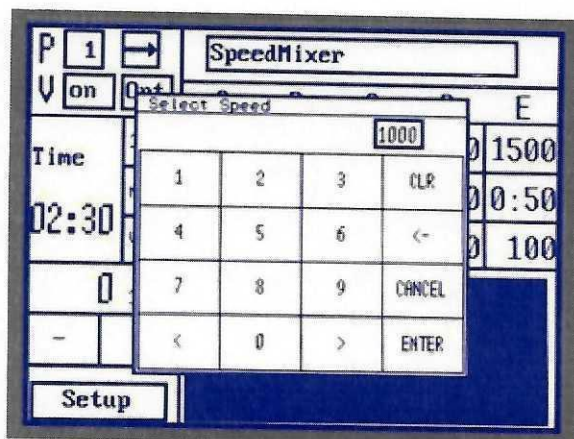 P 1 → SpeedMixer
V on Opt
E
Select Speed
1000
Time
1500
1 2 3 CLR
0:50
02:30
4 5 6 <-
100
0
7 8 9 CANCEL
-
< 0 > ENTER
Setup